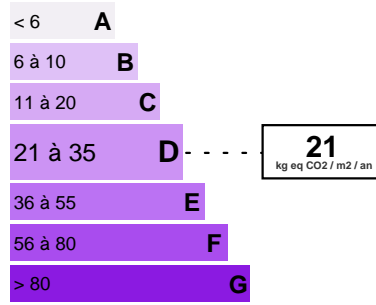 < 6 A
6 à 10 B
11 à 20 C
21 à 35 D
21
kg eq CO2 / m2 / an
36 à 55 E
56 à 80 F
> 80 G